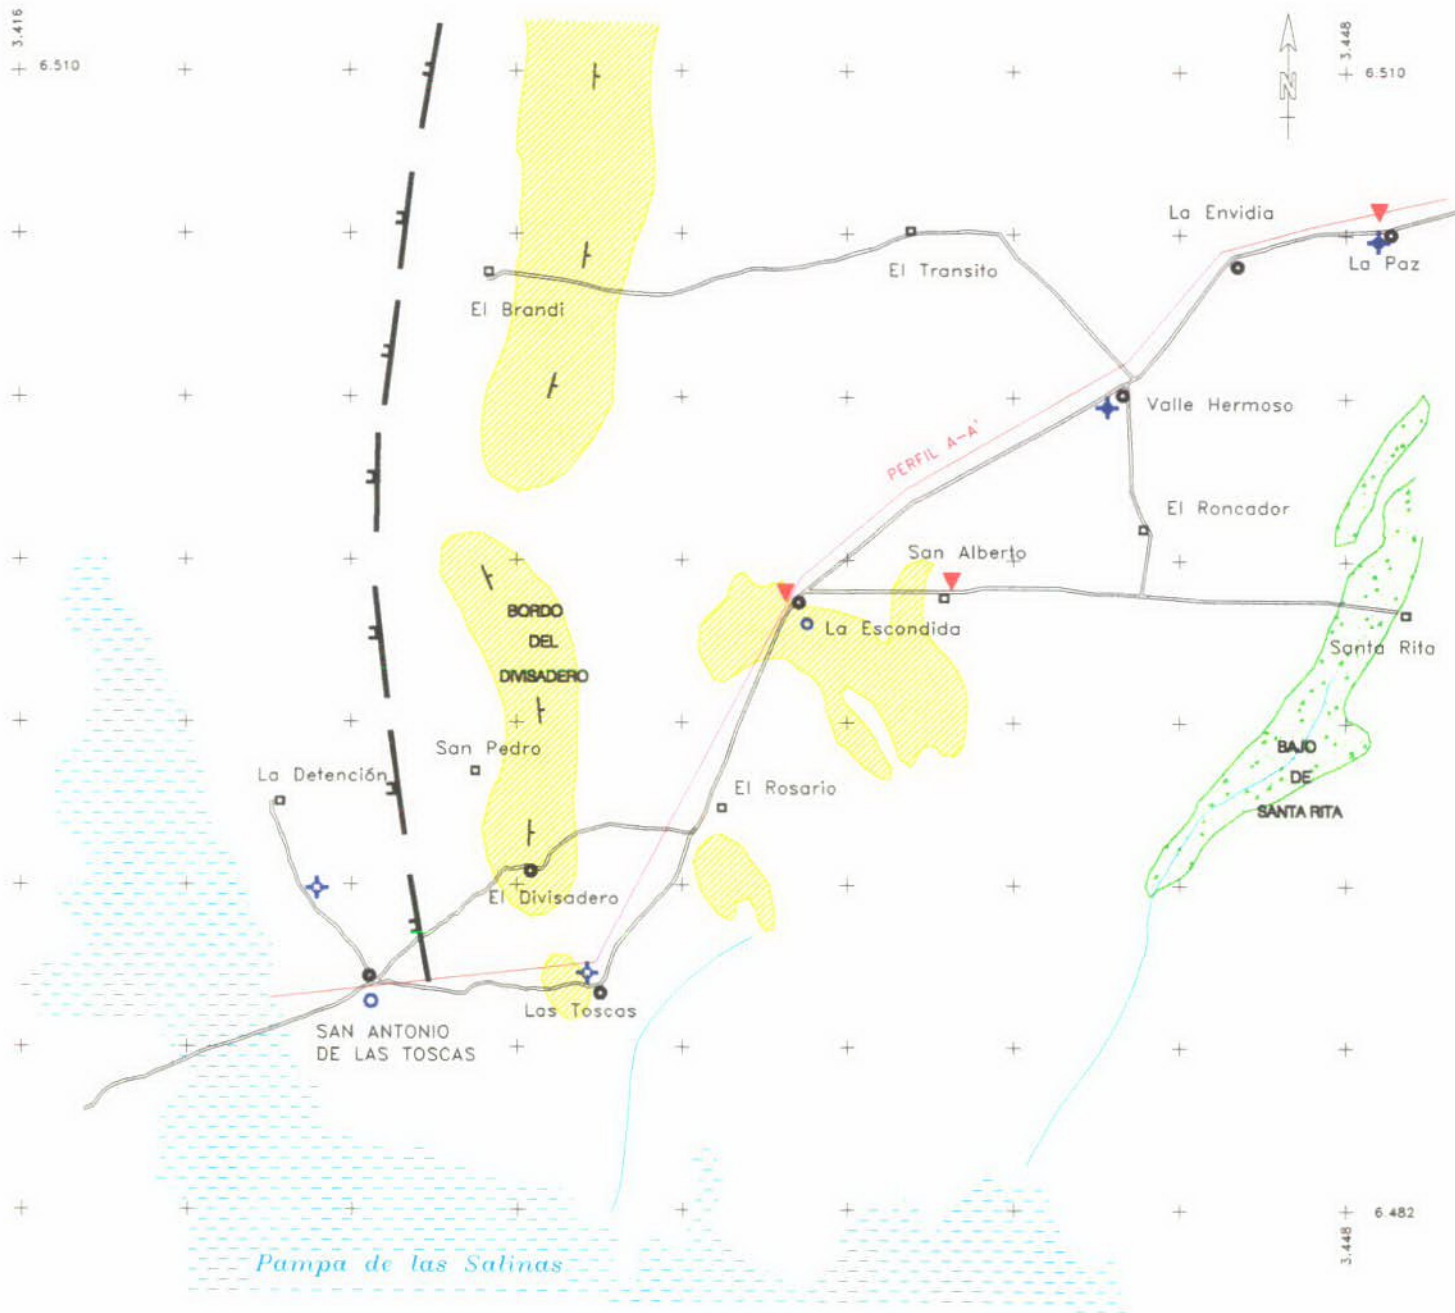 3.416
6.510
3.448
6.510
N
La Envidia
La Paz
El Transito
El Brandi
Valle Hermoso
PERFIL A-A'
El Roncador
San Alberto
BORDO
DEL
DIVISADERO
La Escondida
Santa Rita
San Pedro
La Detención
El Rosario
BAJO
DE
SANTA RITA
El Divisadero
Las Toscas
SAN ANTONIO
DE LAS TOSCAS
Pampa de las Salinas
6.482
3.448